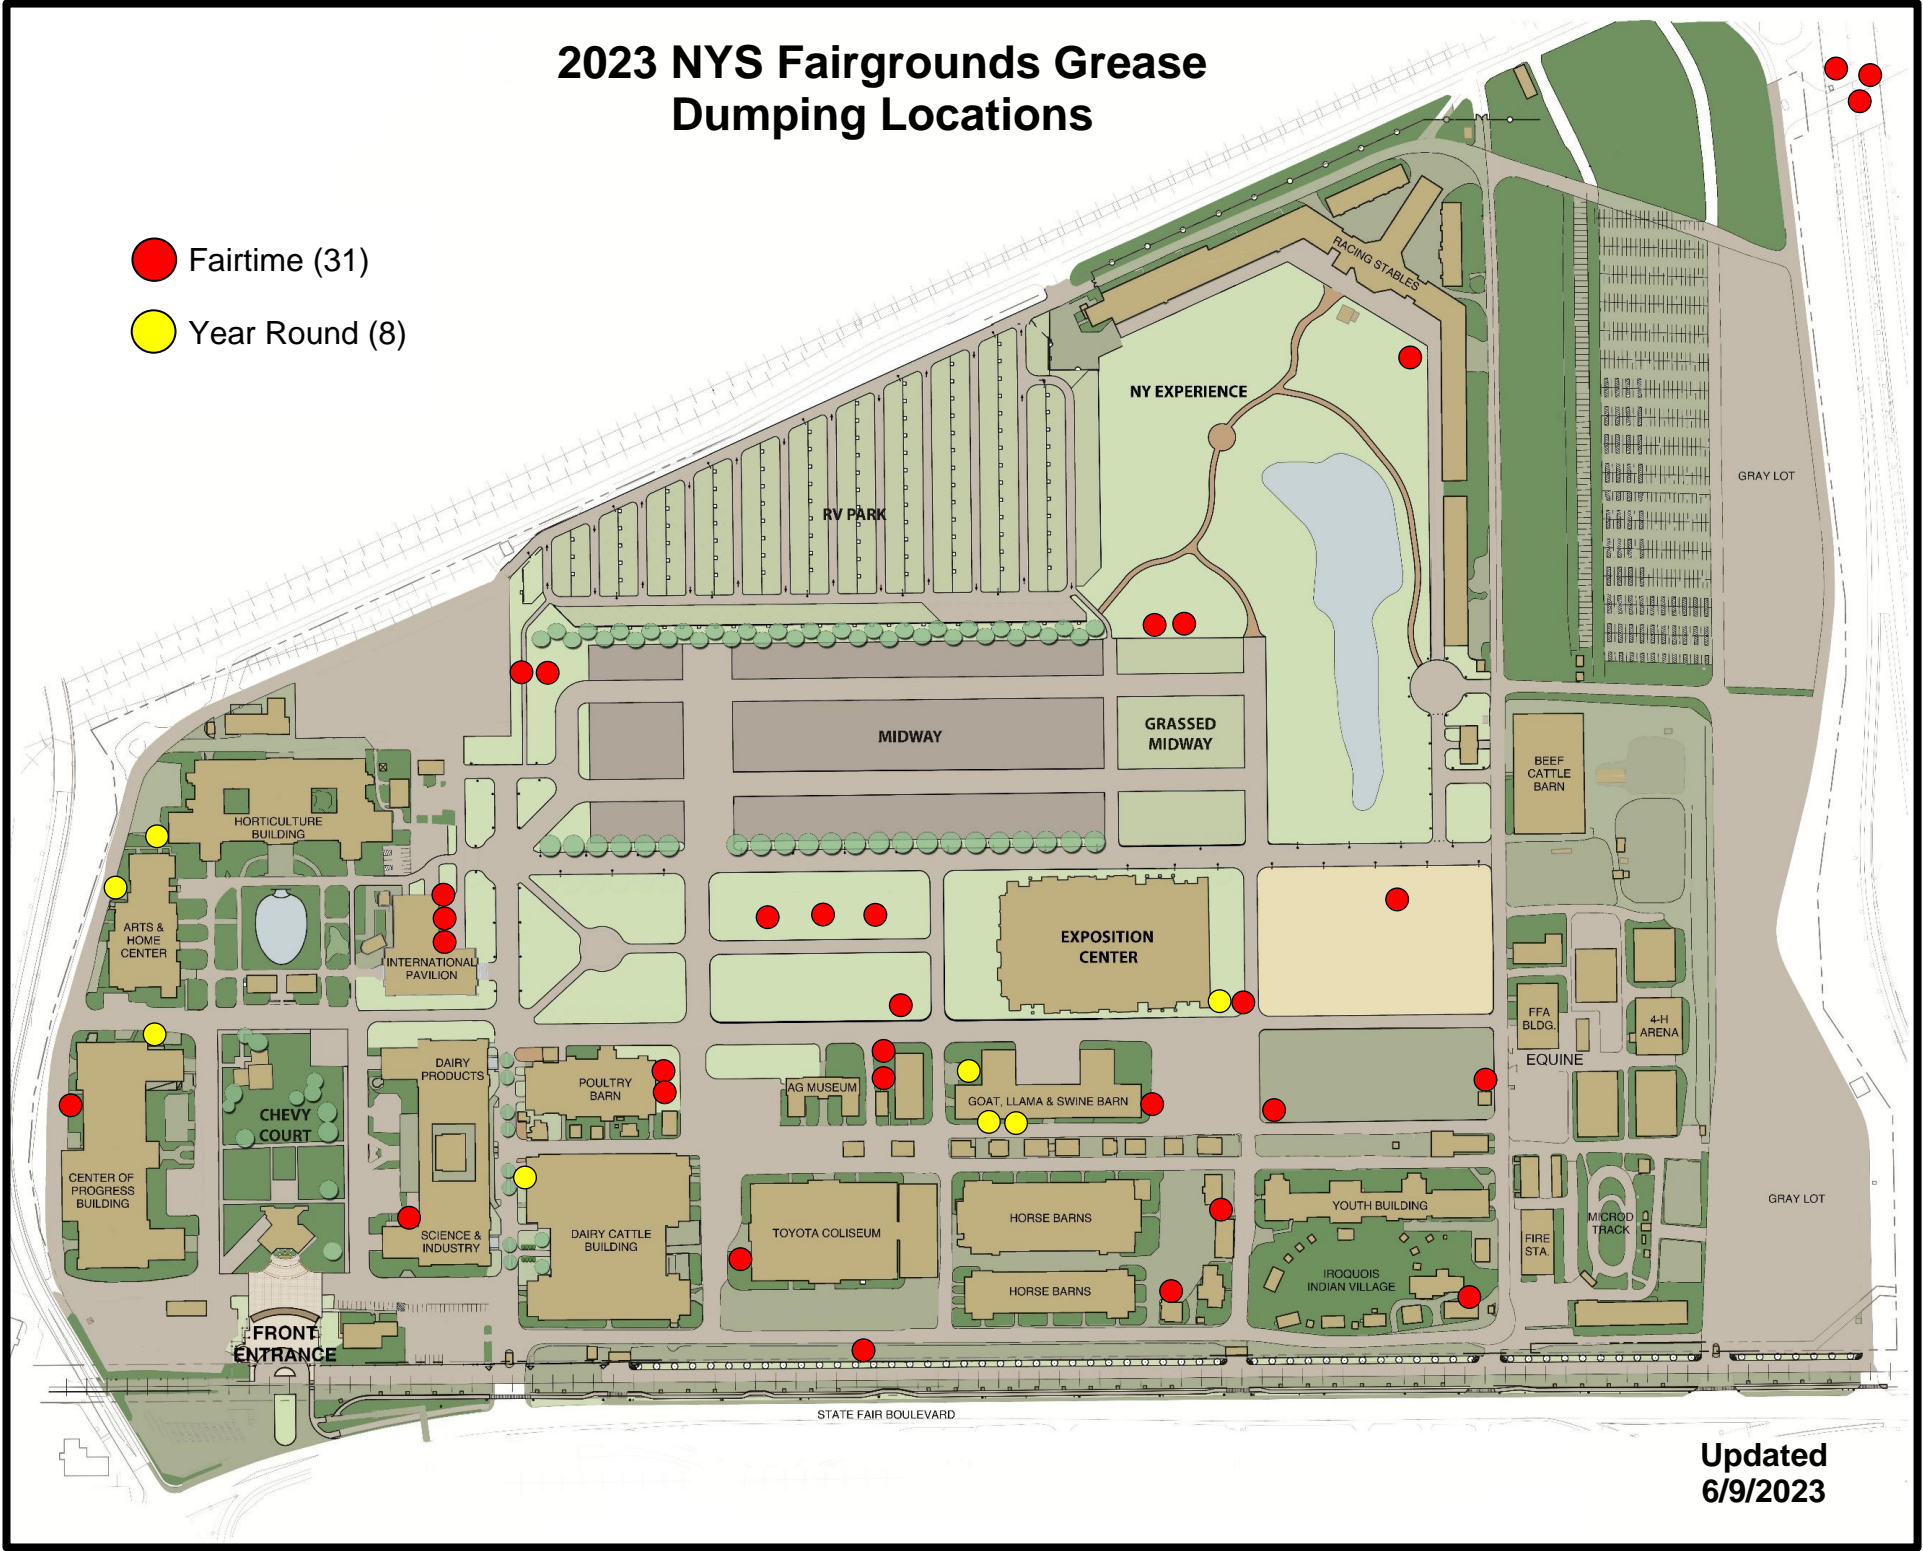 2023 NYS Fairgrounds Grease
Dumping Locations
Fairtime (31)
Year Round (8)
RACING STABLES
NY EXPERIENCE
GRAY LOT
RV PARK
MIDWAY
GRASSED
MIDWAY
BEEF
CATTLE
BARN
HORTICULTURE
BUILDING
ARTS &
HOME
CENTER
INTERNATIONAL
PAVILION
EXPOSITION
CENTER
FFA
BLDG.
4-H
ARENA
EQUINE
DAIRY
PRODUCTS
POULTRY
BARN
AG MUSEUM
GOAT, LLAMA & SWINE BARN
CHEVY
COURT
CENTER OF
PROGRESS
BUILDING
SCIENCE &
INDUSTRY
DAIRY CATTLE
BUILDING
TOYOTA COLISEUM
HORSE BARNS
YOUTH BUILDING
FIRE
STA.
MICROD
TRACK
GRAY LOT
HORSE BARNS
IROQUOIS
INDIAN VILLAGE
FRONT
ENTRANCE
STATE FAIR BOULEVARD
Updated
6/9/2023